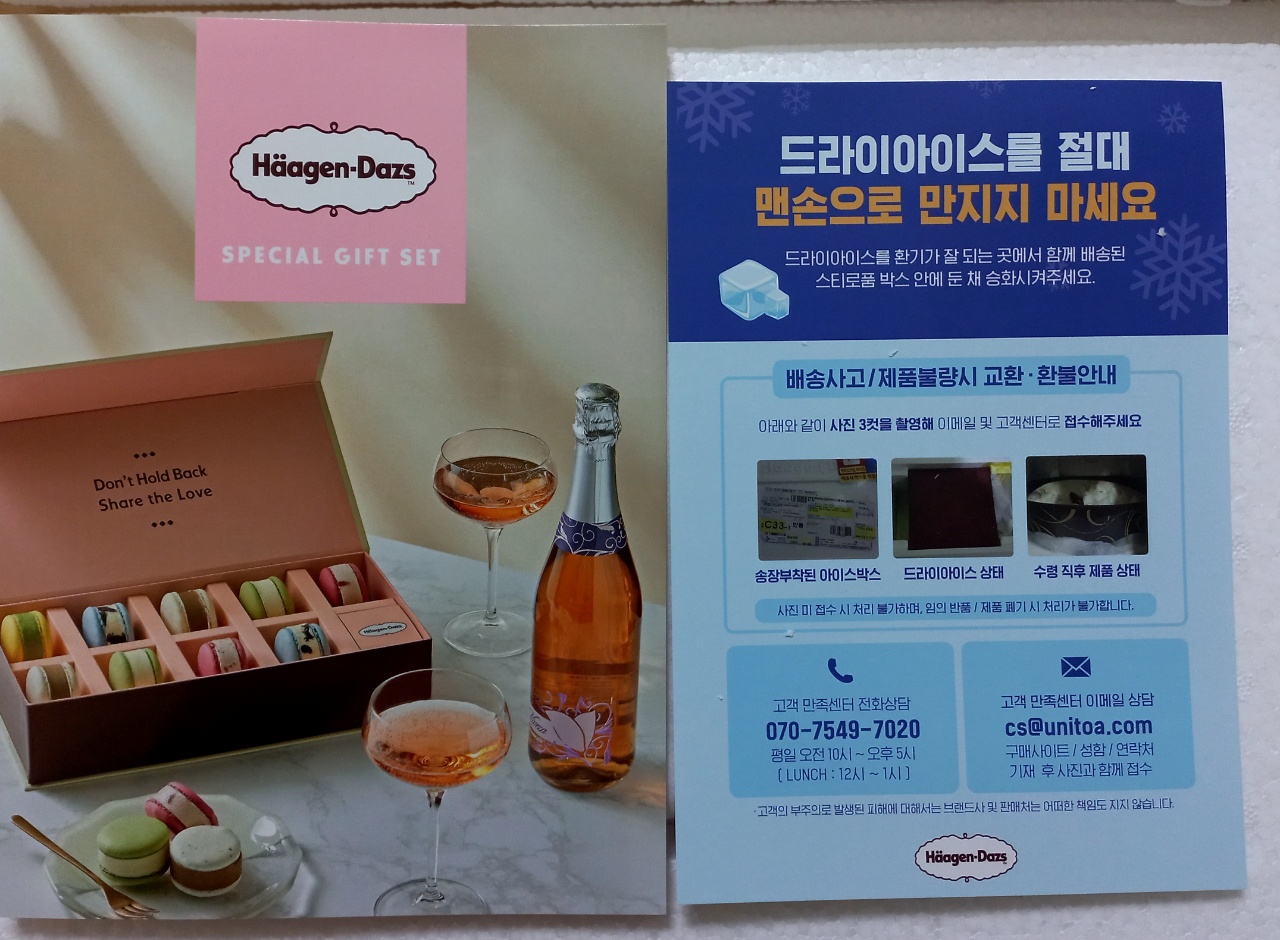 Häagen-Dazs
TM
SPECIAL GIFT SET
Don't Hold Back
Share the Love
Häagen-Dazs
드라이아이스를 절대
맨손으로 만지지 마세요
드라이아이스를 환기가 잘 되는 곳에서 함께 배송된
스티로폼 박스 안에 둔 채 승화시켜주세요.
배송사고/제품불량시 교환·환불안내
아래와 같이 사진 3컷을 촬영해 이메일 및 고객센터로 접수해주세요
C33-1
송장부착된 아이스박스
드라이아이스 상태
수령 직후 제품 상태
사진 미 접수 시 처리 불가하며, 임의 반품 / 제품 폐기 시 처리가 불가합니다.
고객 만족센터 전화상담
070-7549-7020
평일 오전 10시 ~ 오후 5시
[ LUNCH : 12시 ~ 1시 ]
고객 만족센터 이메일 상담
cs@unitoa.com
구매사이트 / 성함 / 연락처
기재 후 사진과 함께 접수
·고객의 부주의로 발생된 피해에 대해서는 브랜드사 및 판매처는 어떠한 책임도 지지 않습니다.
Häagen-Dazs